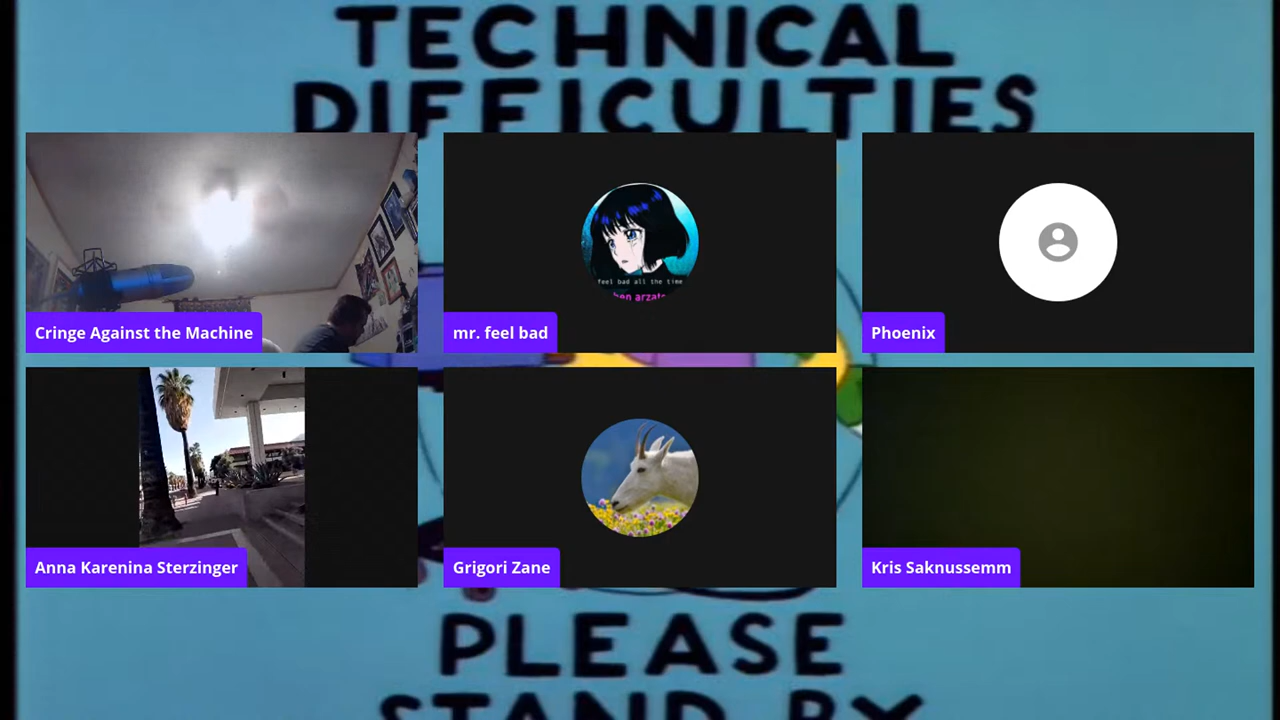 TECHNICAL
DIFFICULTIES
Cringe Against the Machine
feel bad all the time
mr. feel bad
Phoenix
Anna Karenina Sterzinger
Grigori Zane
Kris Saknussemm
PLEASE
STAND BY